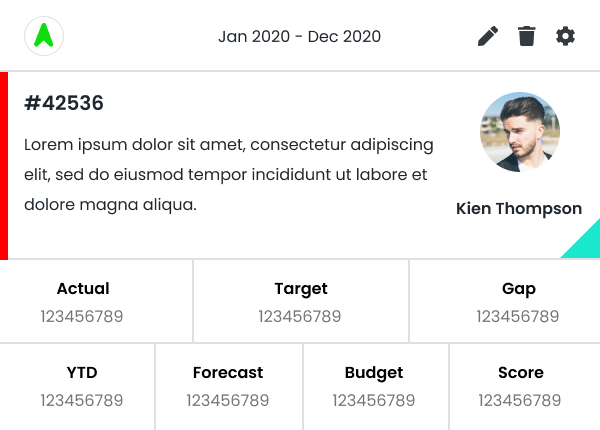 Jan 2020 - Dec 2020
#42536
Lorem ipsum dolor sit amet, consectetur adipiscing
elit, sed do eiusmod tempor incididunt ut labore et
dolore magna aliqua.
Kien Thompson
Actual Target Gap
123456789 123456789 123456789
YTD Forecast Budget Score
123456789 123456789 123456789 123456789